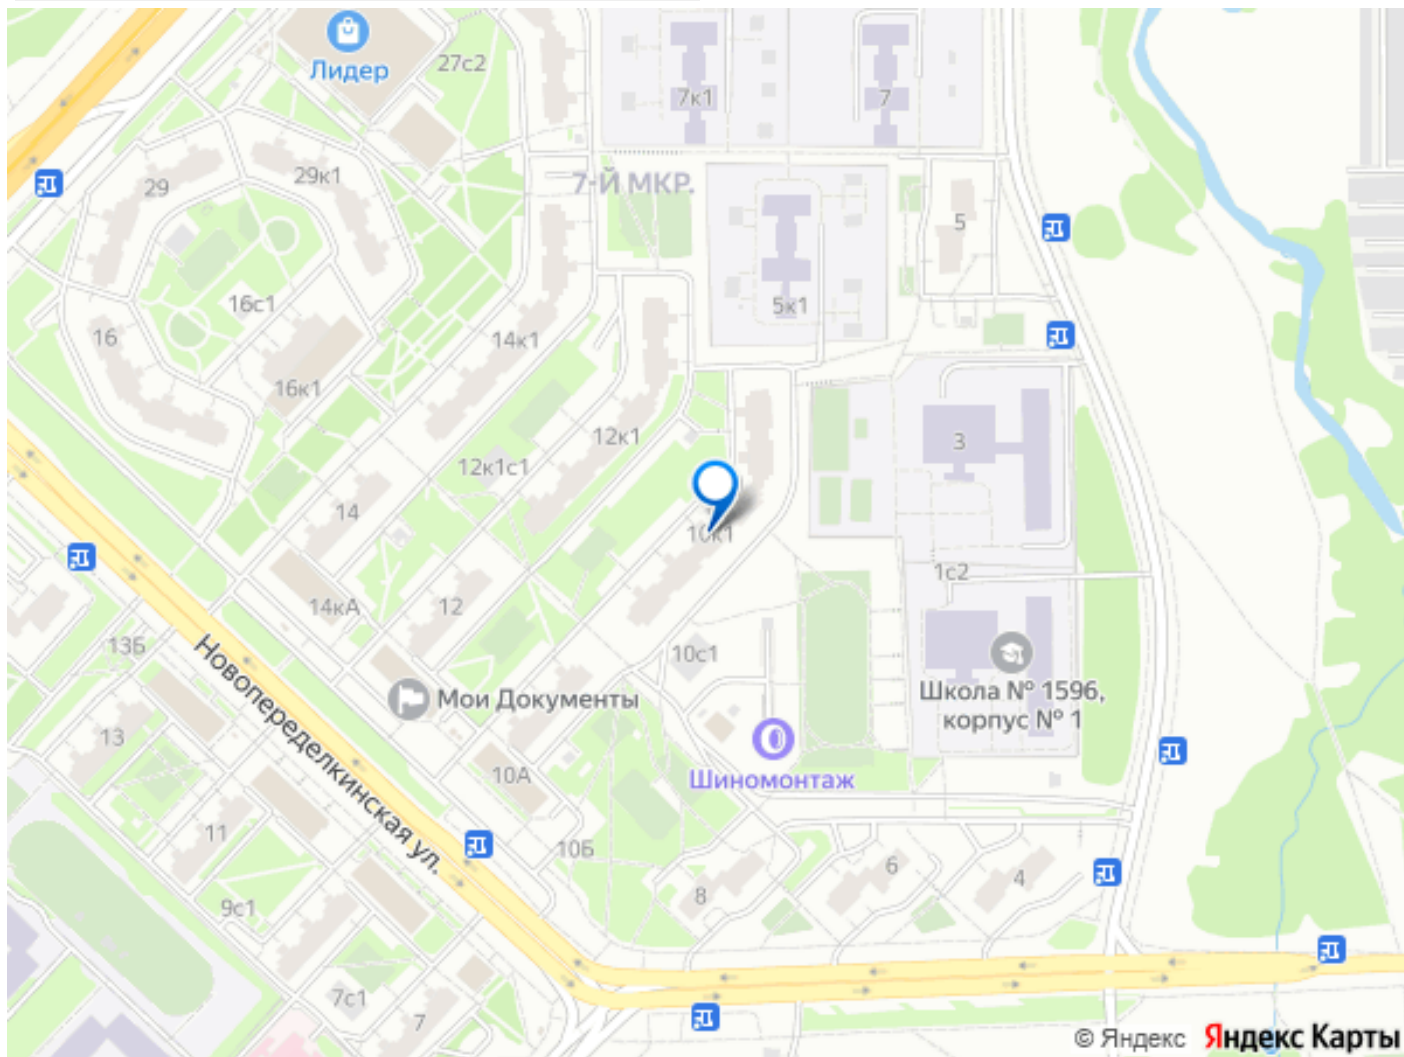 Лидер
27с2
7к1
7
29
29к1
7-Й МКР.
5
16с1
5к1
16
14к1
16к1
12к1
3
12к1с1
14
10к1
1с2
14кА
12
13Б
10с1
Новопеределкинская ул.
Мои Документы
Школа № 1596,
корпус № 1
13
10А
Шиномонтаж
11
10Б
6
4
8
9с1
7с1
7
© Яндекс Яндекс Карты